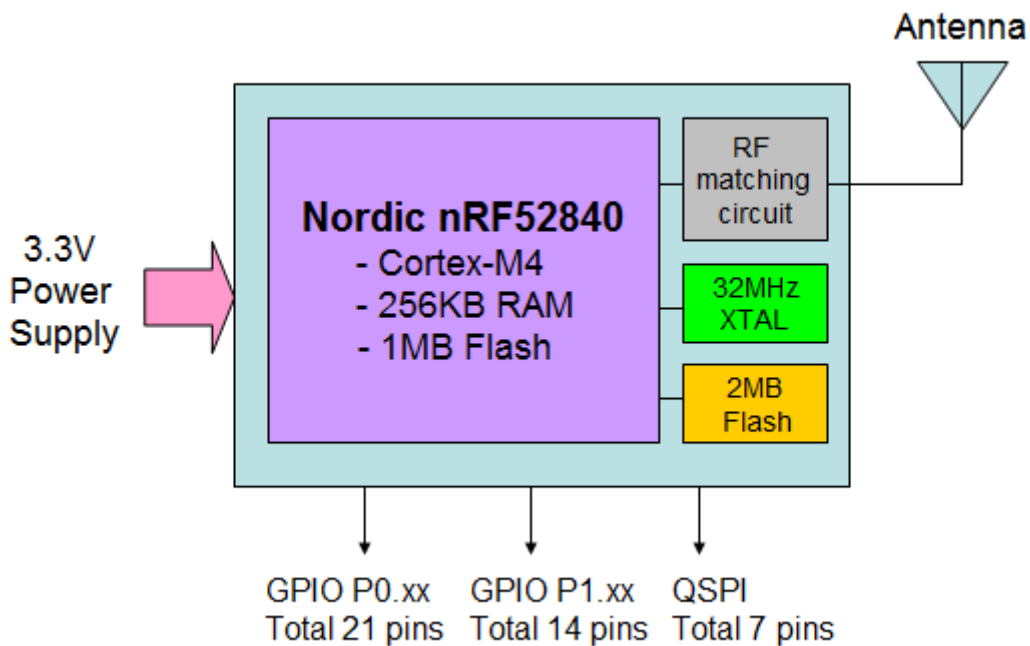 Antenna
RF
matching
circuit
Nordic nRF52840
- Cortex-M4
- 256KB RAM
- 1MB Flash
3.3V
Power
Supply
32MHz
XTAL
2MB
Flash
GPIO P0.xx
Total 21 pins
GPIO P1.xx
Total 14 pins
QSPI
Total 7 pins